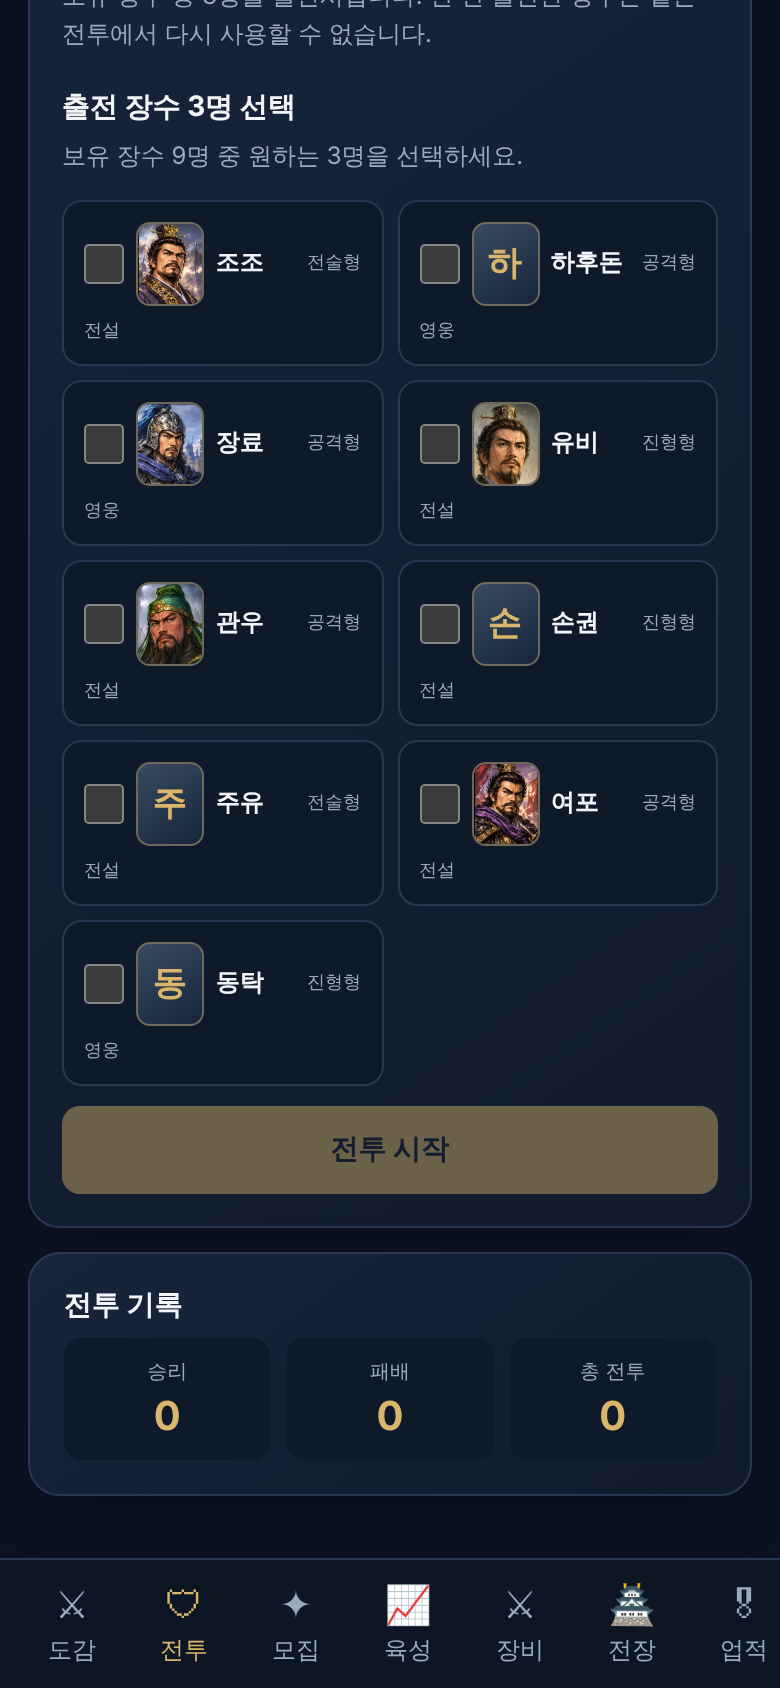 전투에서 다시 사용할 수 없습니다.
출전 장수 3명 선택
보유 장수 9명 중 원하는 3명을 선택하세요.
조조 전술형
전설
하 하후돈 공격형
영웅
장료 공격형
영웅
유비 진형형
전설
관우 공격형
전설
손 손권 진형형
전설
주 주유 전술형
전설
여포 공격형
전설
동 동탁 진형형
영웅
전투 시작
전투 기록
승리 패배 총 전투
0 0 0
도감 전투 모집 육성 장비 전장 업적